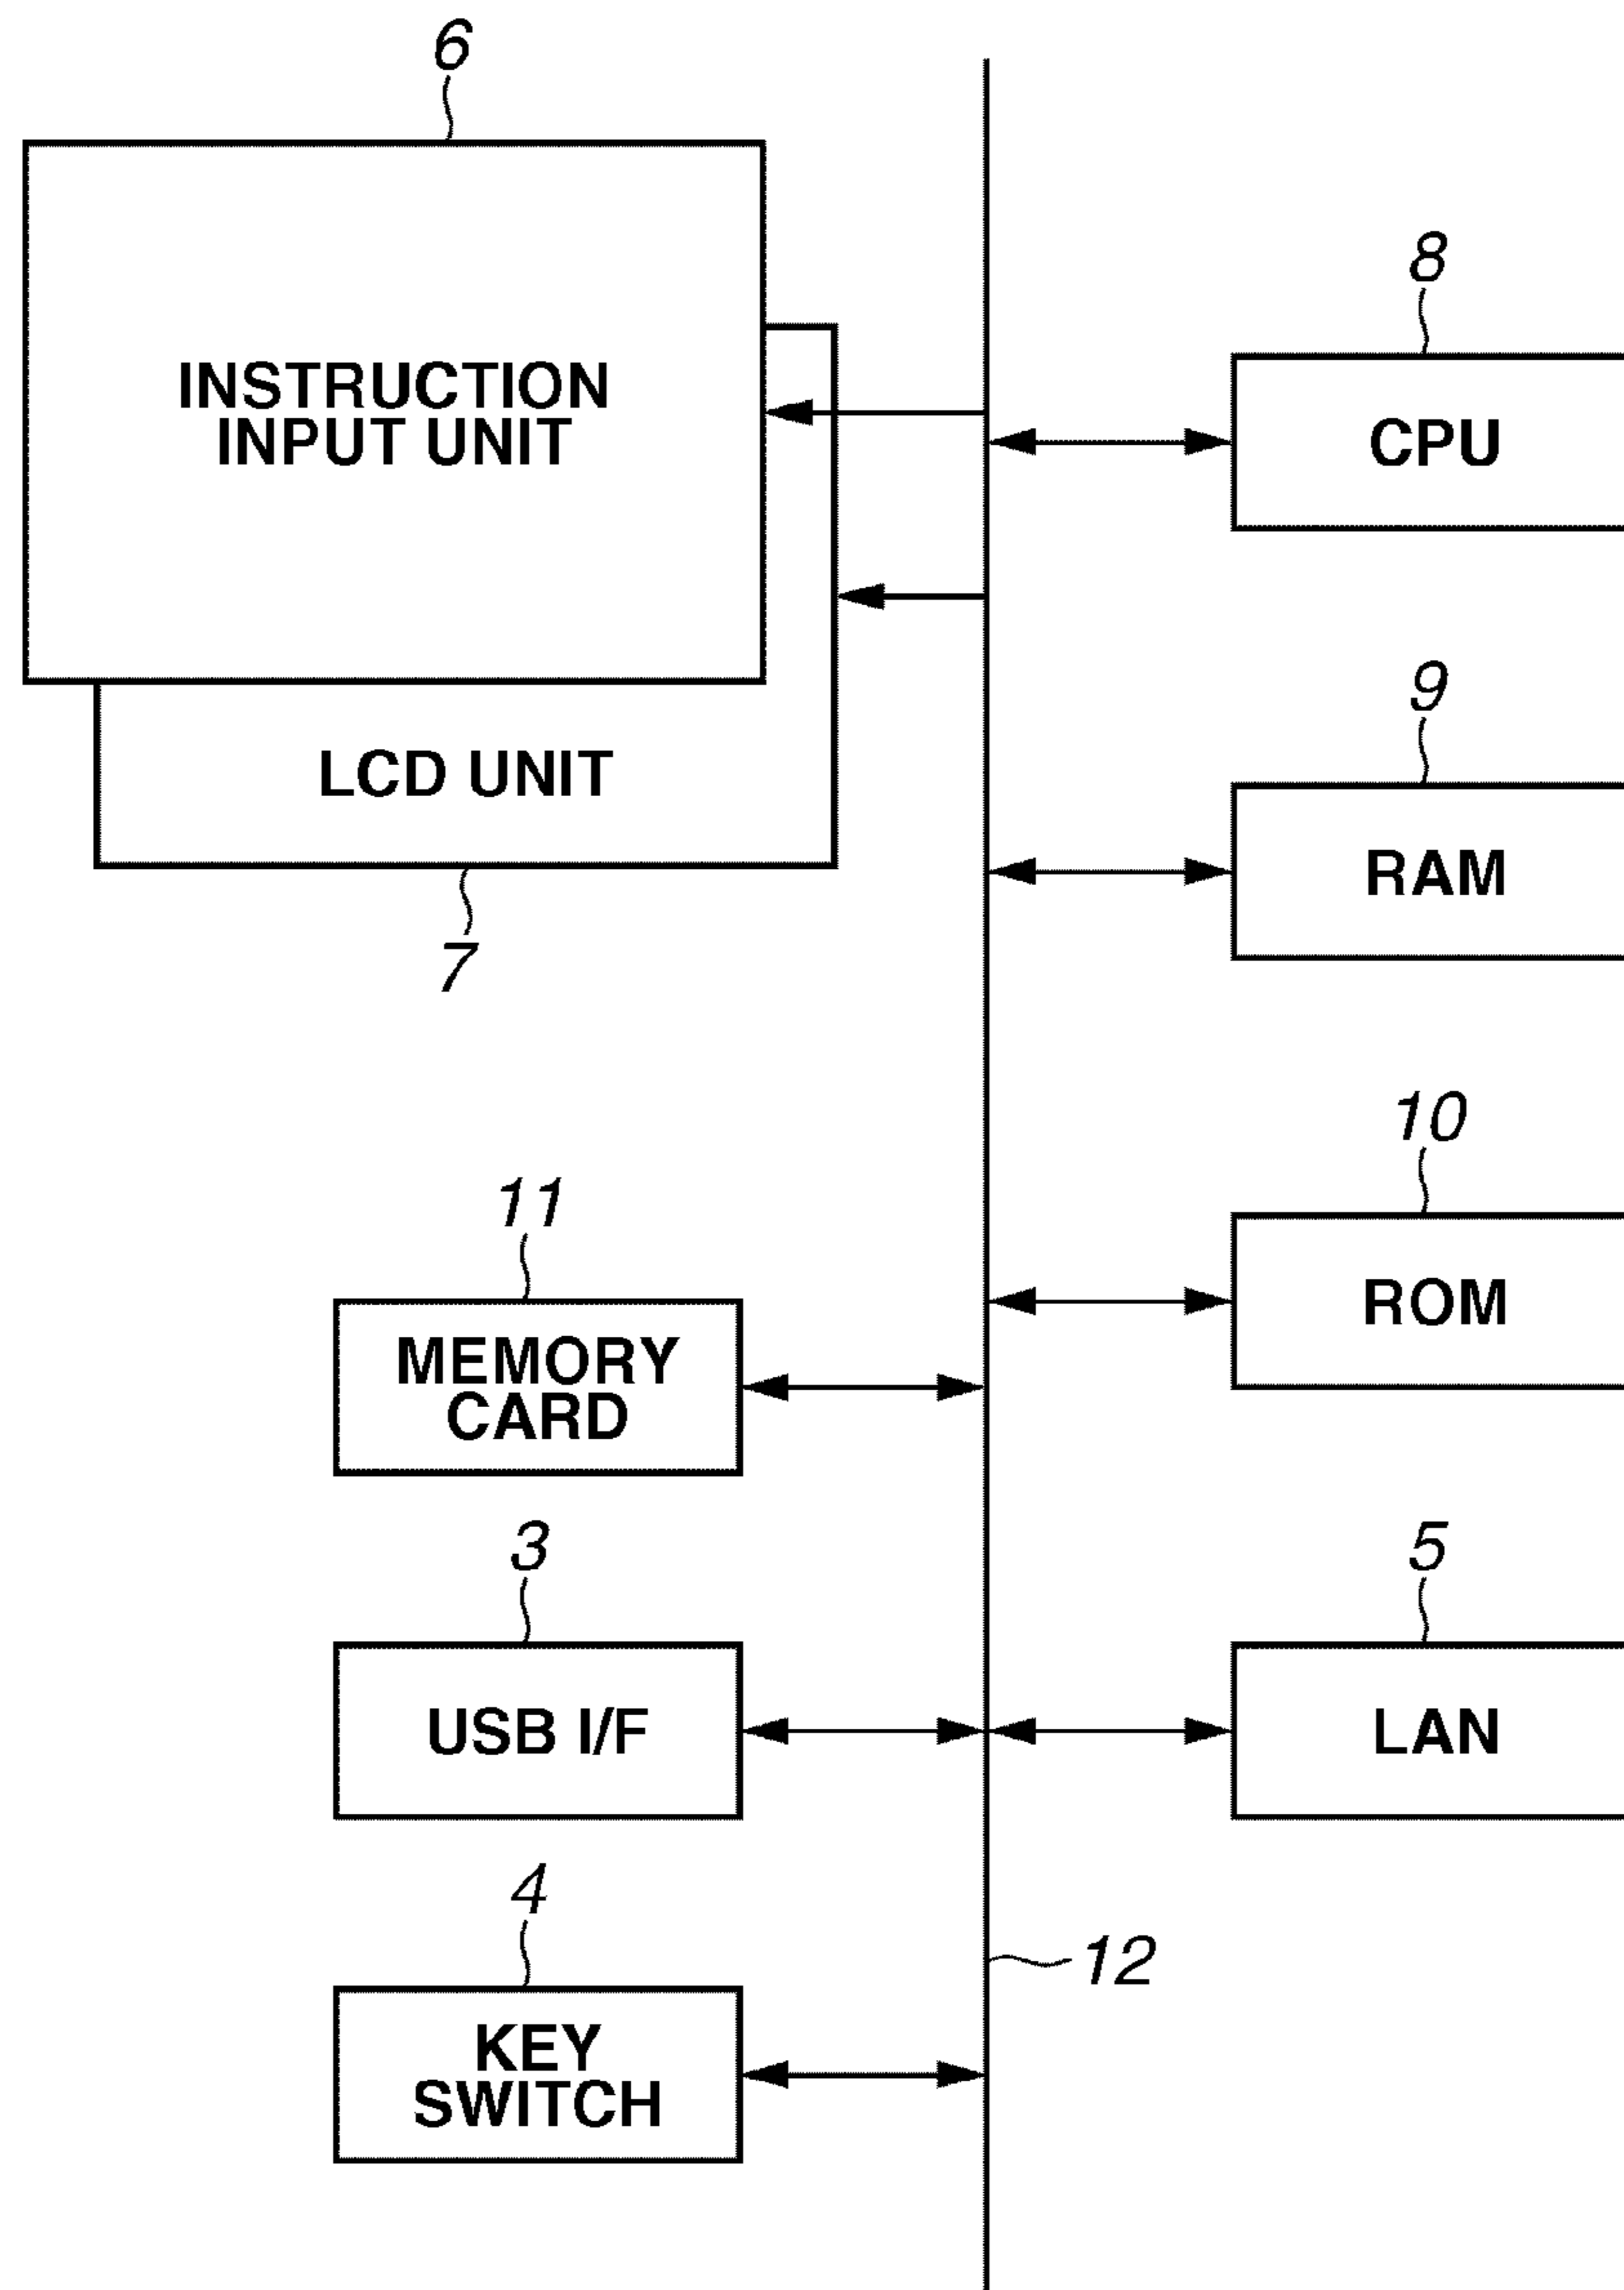 6
INSTRUCTION
INPUT UNIT
LCD UNIT
7
8
CPU
9
RAM
10
ROM
11
MEMORY
CARD
3
USB I/F
5
LAN
4
KEY
SWITCH
12